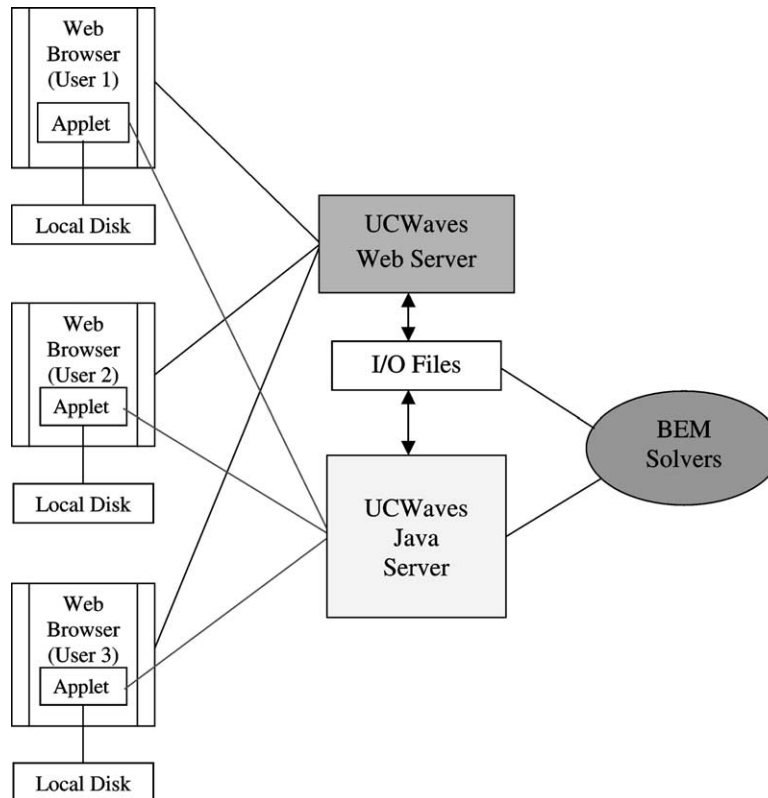 Web
Browser
(User 1)
Applet
Local Disk
UCWaves
Web Server
Web
Browser
(User 2)
Applet
Local Disk
I/O Files
BEM
Solvers
UCWaves
Java
Server
Web
Browser
(User 3)
Applet
Local Disk